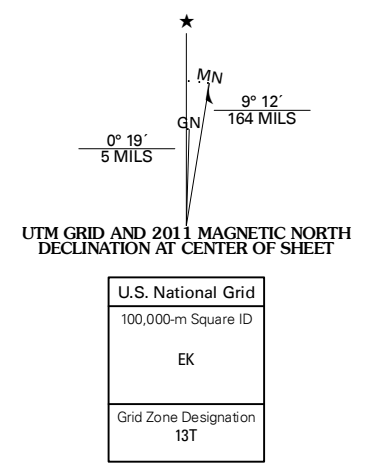 MN
GN
9° 12´
164 MILS
0° 19´
5 MILS
UTM GRID AND 2011 MAGNETIC NORTH
DECLINATION AT CENTER OF SHEET
U.S. National Grid
100,000-m Square ID
EK
Grid Zone Designation
13T